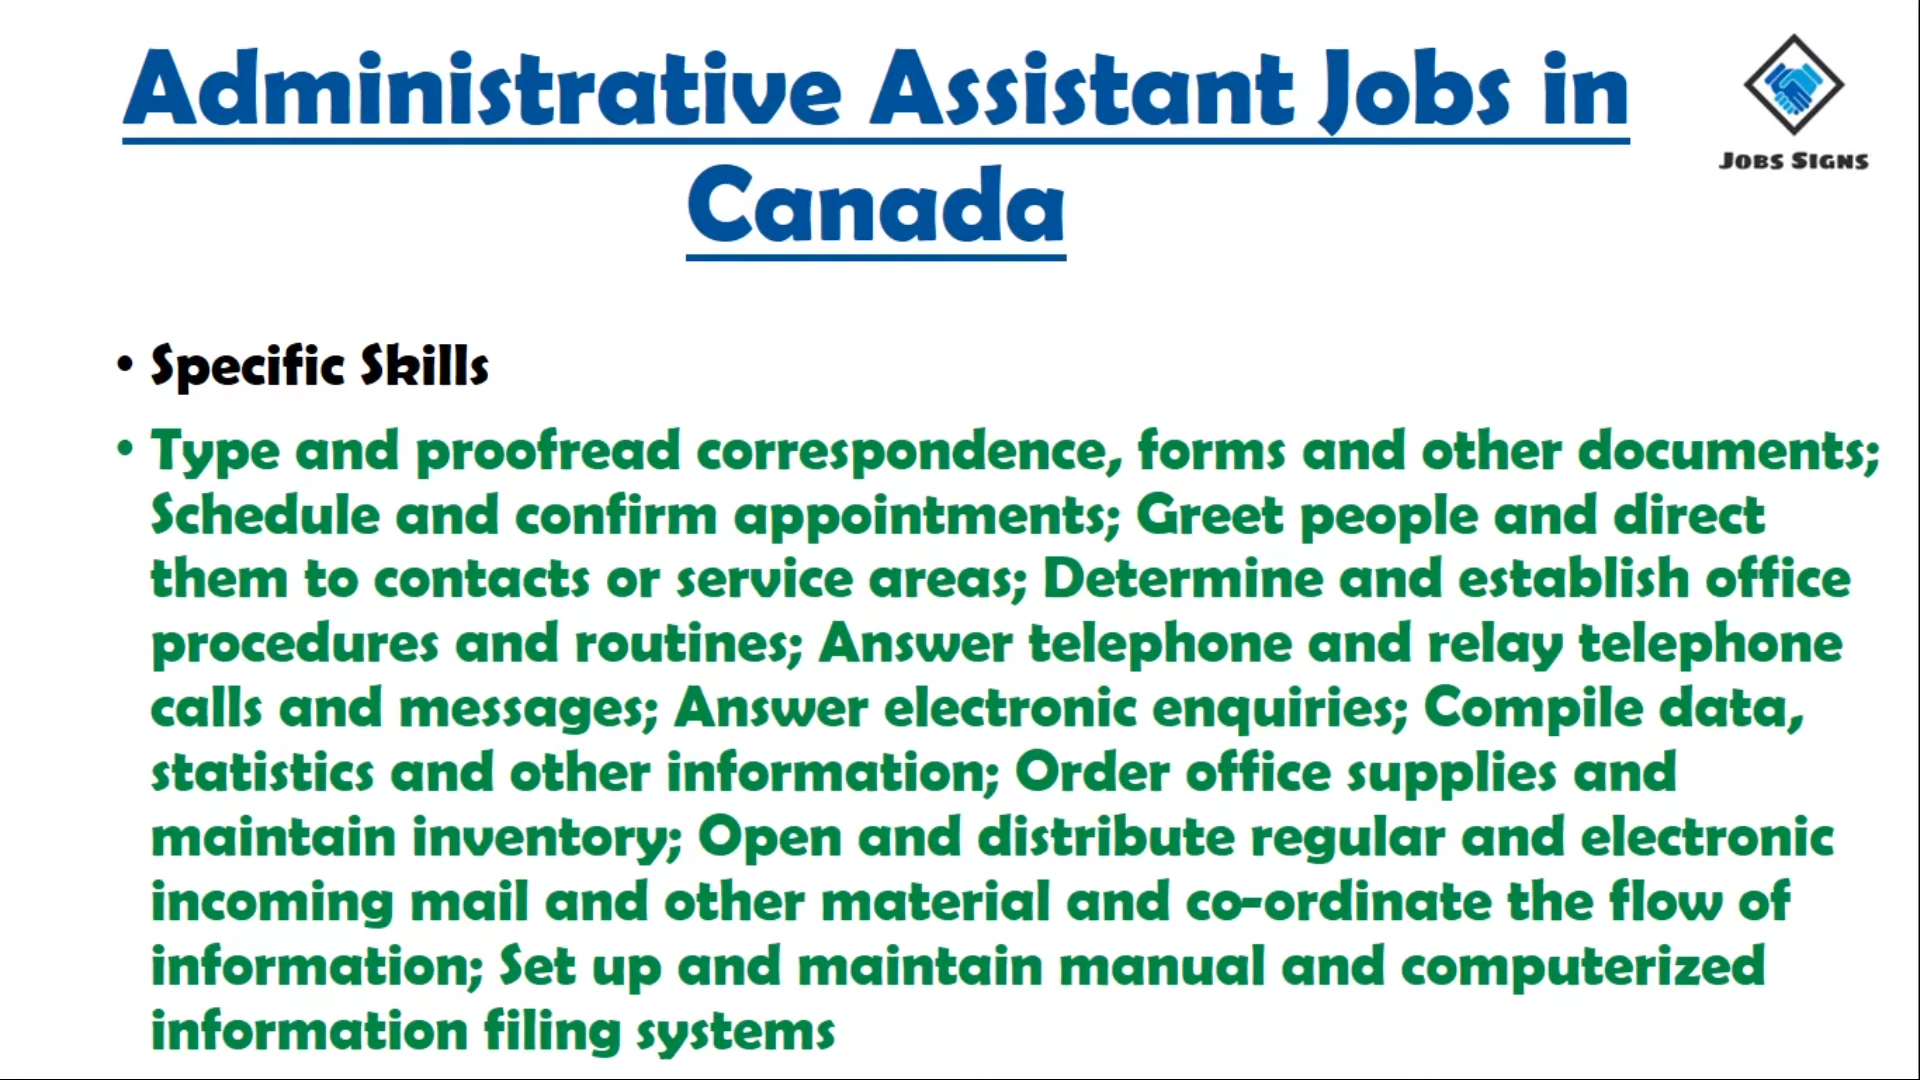 Administrative Assistant Jobs in
Canada
JOBS SIGNS
• Specific Skills
• Type and proofread correspondence, forms and other documents;
Schedule and confirm appointments; Greet people and direct
them to contacts or service areas; Determine and establish office
procedures and routines; Answer telephone and relay telephone
calls and messages; Answer electronic enquiries; Compile data,
statistics and other information; Order office supplies and
maintain inventory; Open and distribute regular and electronic
incoming mail and other material and co-ordinate the flow of
information; Set up and maintain manual and computerized
information filing systems